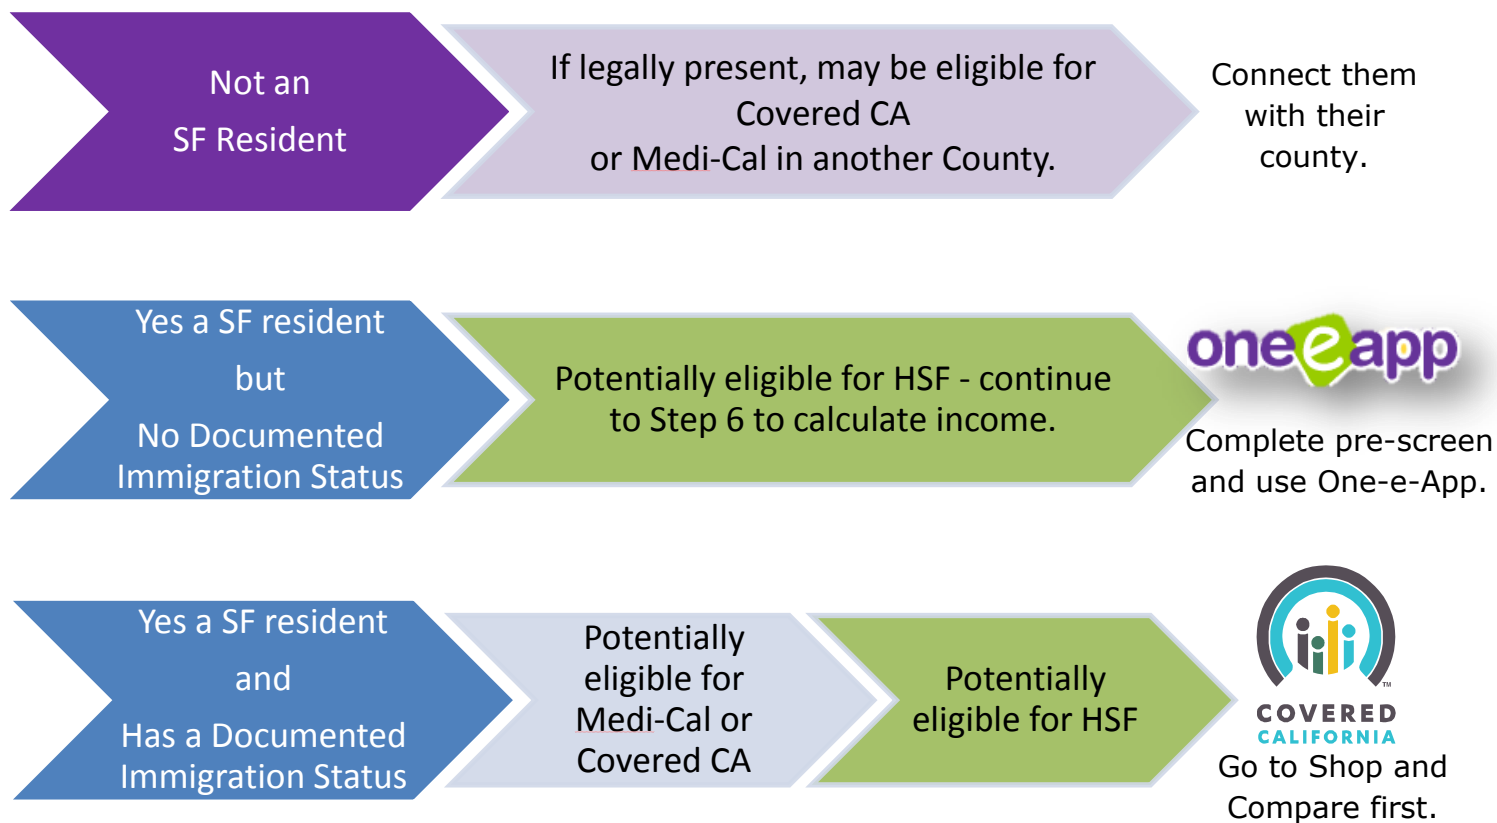 Not an
SF Resident
If legally present, may be eligible for
Covered CA
or Medi-Cal in another County.
Connect them
with their
county.
Yes a SF resident
but
No Documented
Immigration Status
Potentially eligible for HSF - continue
to Step 6 to calculate income.
one e app
Complete pre-screen
and use One-e-App.
Yes a SF resident
and
Has a Documented
Immigration Status
Potentially
eligible for
Medi-Cal or
Covered CA
Potentially
eligible for HSF
TM
COVERED
CALIFORNIA
Go to Shop and
Compare first.